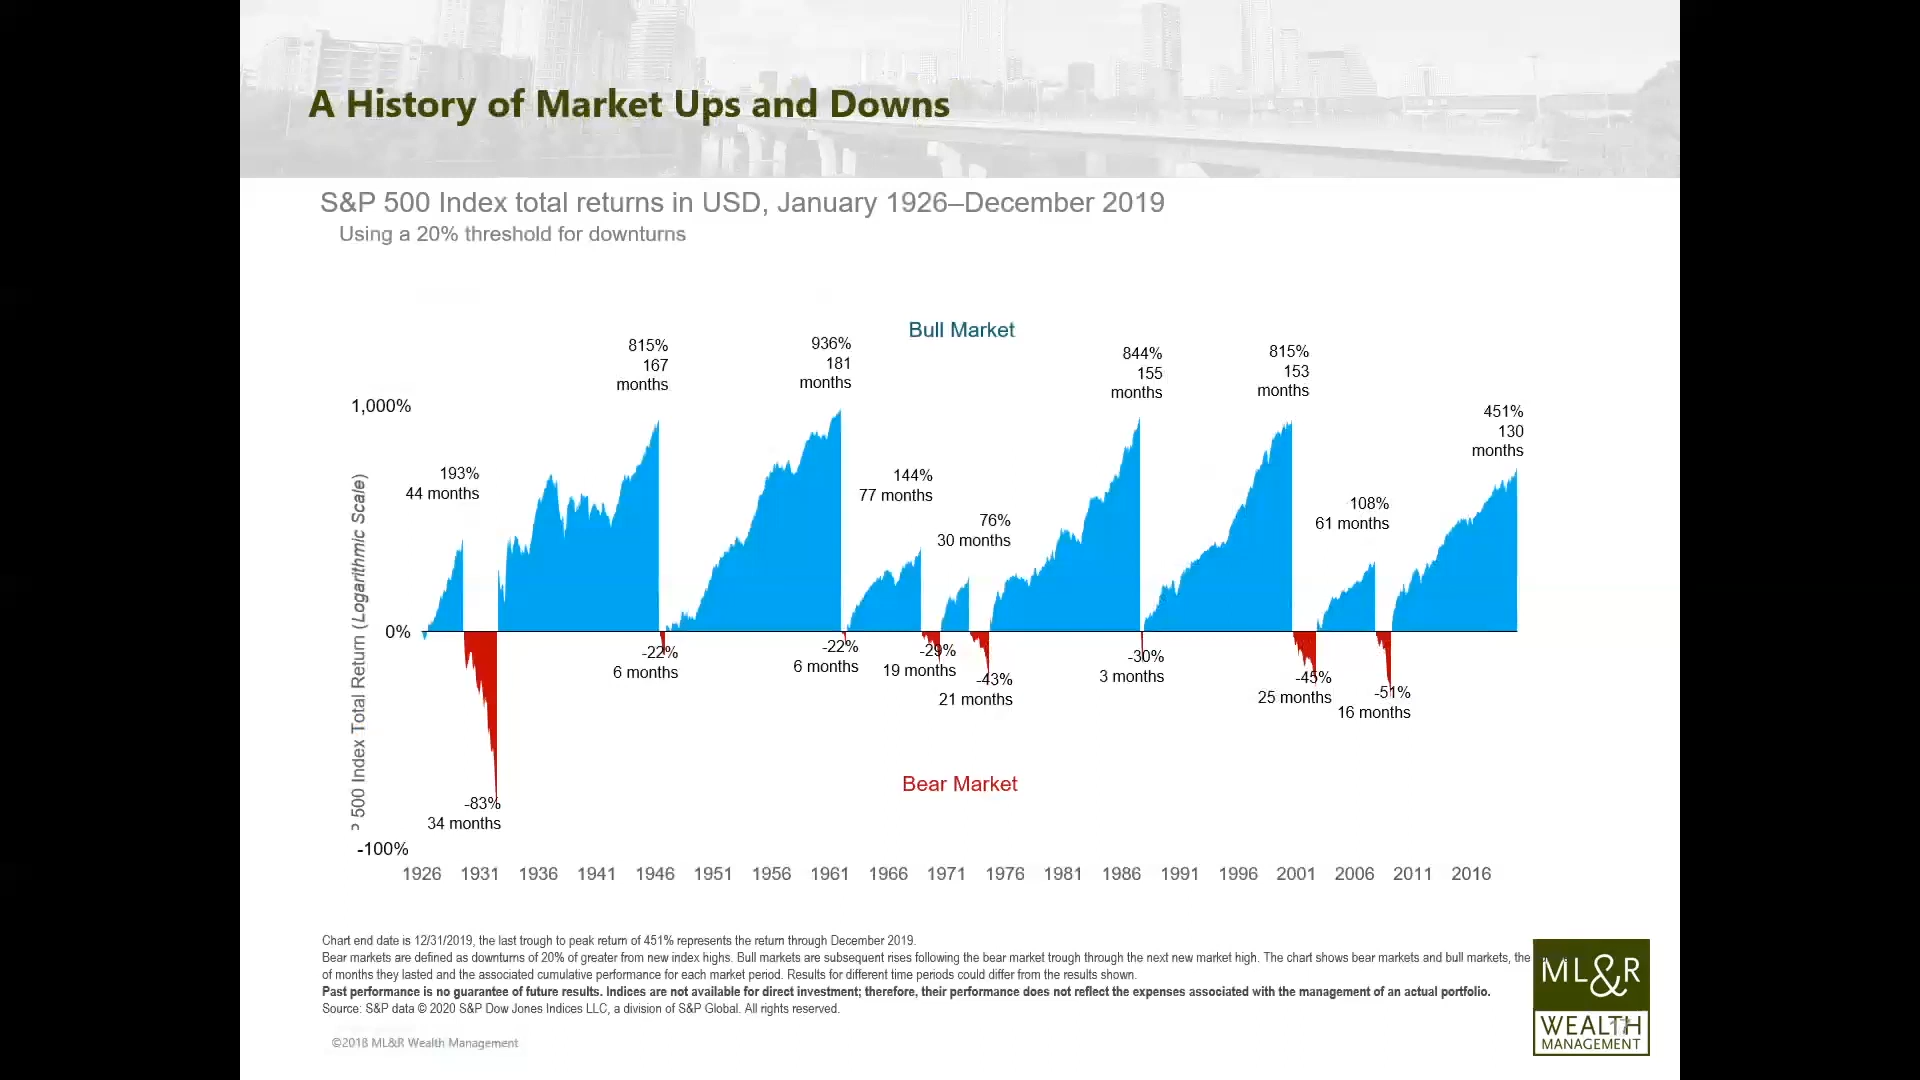 A History of Market Ups and Downs
S&P 500 Index total returns in USD, January 1926–December 2019
Using a 20% threshold for downturns
Bull Market
815%
167
months
936%
181
months
844%
155
months
815%
153
months
451%
130
months
1,000%
193%
44 months
144%
77 months
76%
30 months
108%
61 months
500 Index Total Return (Logarithmic Scale)
0%
-22%
6 months
-22%
6 months
-29%
19 months
-43%
21 months
-30%
3 months
-45%
25 months
-51%
16 months
Bear Market
-83%
34 months
-100%
1926 1931 1936 1941 1946 1951 1956 1961 1966 1971 1976 1981 1986 1991 1996 2001 2006 2011 2016
Chart end date is 12/31/2019, the last trough to peak return of 451% represents the return through December 2019.
Bear markets are defined as downturns of 20% of greater from new index highs. Bull markets are subsequent rises following the bear market trough through the next new market high. The chart shows bear markets and bull markets, the
of months they lasted and the associated cumulative performance for each market period. Results for different time periods could differ from the results shown.
Past performance is no guarantee of future results. Indices are not available for direct investment; therefore, their performance does not reflect the expenses associated with the management of an actual portfolio.
Source: S&P data © 2020 S&P Dow Jones Indices LLC, a division of S&P Global. All rights reserved.
©2018 ML&R Wealth Management
ML&R
WEALTH
MANAGEMENT
17